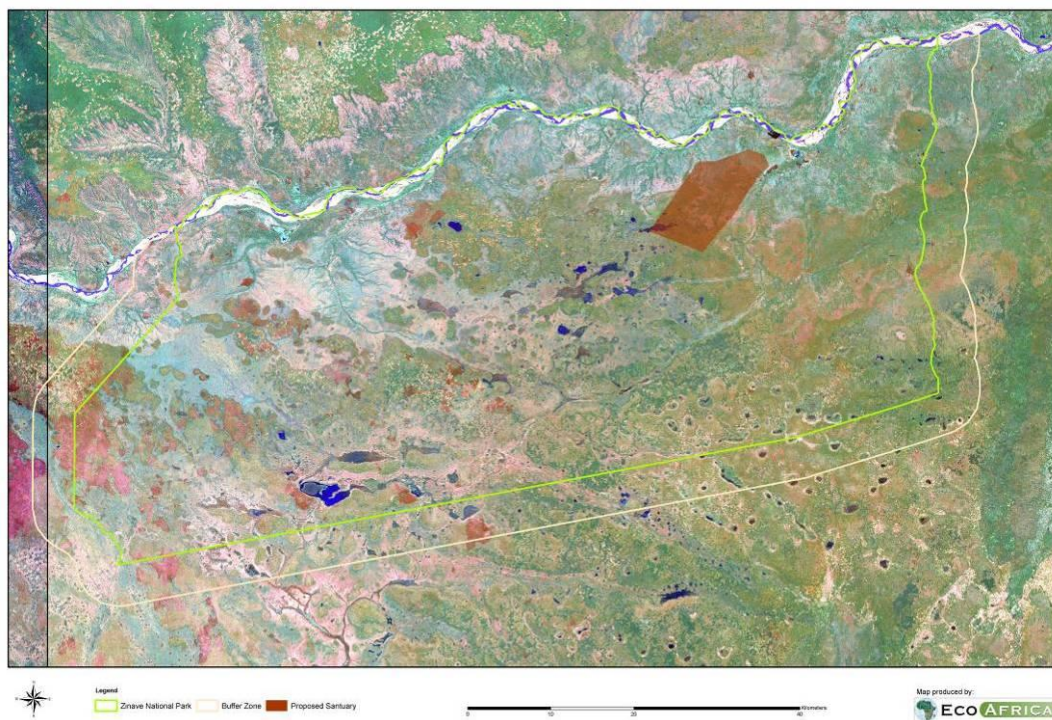 Legend
Zinave National Park
Buffer Zone
Proposed Santuary
0 10 20 40
Kilometers
Map produced by:
ECO AFRICA